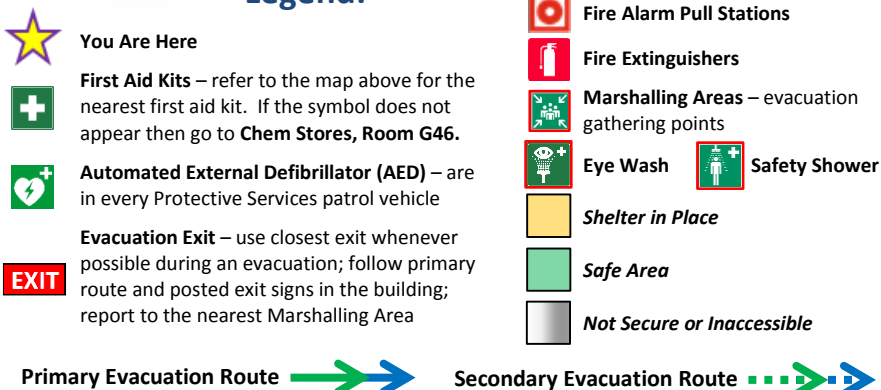 Legend:
You Are Here
First Aid Kits – refer to the map above for the
nearest first aid kit.  If the symbol does not
appear then go to Chem Stores, Room G46.
Automated External Defibrillator (AED) – are
in every Protective Services patrol vehicle
Evacuation Exit – use closest exit whenever
possible during an evacuation; follow primary
route and posted exit signs in the building;
report to the nearest Marshalling Area
EXIT
Fire Alarm Pull Stations
Fire Extinguishers
Marshalling Areas – evacuation
gathering points
Eye Wash
Safety Shower
Shelter in Place
Safe Area
Not Secure or Inaccessible
Primary Evacuation Route
Secondary Evacuation Route